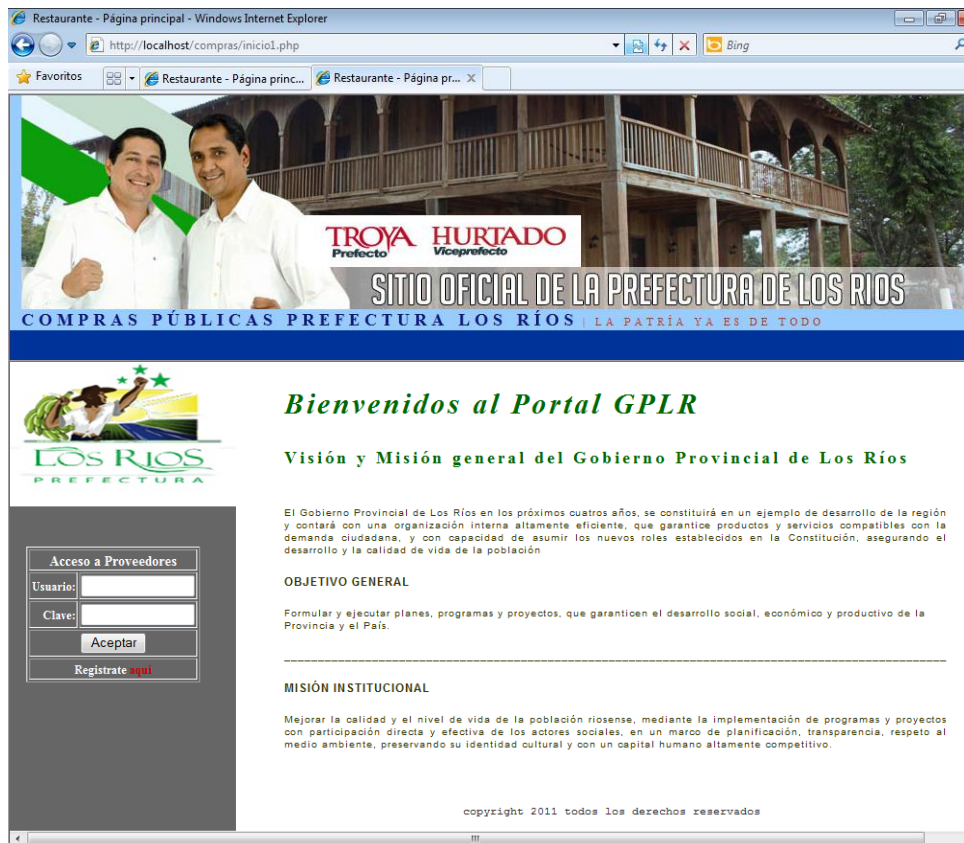 Restaurante - Página principal - Windows Internet Explorer
http://localhost/compras/inicio1.php
Bing
Favoritos
Restaurante - Página princ...
Restaurante - Página pr...
TROYA HURTADO
Prefecto Viceprefecto
SITIO OFICIAL DE LA PREFECTURA DE LOS RIOS
COMPRAS PÚBLICAS PREFECTURA LOS RÍOS | LA PATRÍA YA ES DE TODO
LOS RIOS
PREFECTURA
Bienvenidos al Portal GPLR
Visión y Misión general del Gobierno Provincial de Los Ríos
El Gobierno Provincial de Los Ríos en los próximos cuatros años, se constituirá en un ejemplo de desarrollo de la región
y contará con una organización interna altamente eficiente, que garantice productos y servicios compatibles con la
demanda ciudadana, y con capacidad de asumir los nuevos roles establecidos en la Constitución, asegurando el
desarrollo y la calidad de vida de la población
OBJETIVO GENERAL
Formular y ejecutar planes, programas y proyectos, que garanticen el desarrollo social, económico y productivo de la
Provincia y el País.
MISIÓN INSTITUCIONAL
Mejorar la calidad y el nivel de vida de la población riosense, mediante la implementación de programas y proyectos
con participación directa y efectiva de los actores sociales, en un marco de planificación, transparencia, respeto al
medio ambiente, preservando su identidad cultural y con un capital humano altamente competitivo.
Acceso a Proveedores
Usuario:
Clave:
Aceptar
Registrate aqui
copyright 2011 todos los derechos reservados